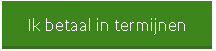 Ik betaal in termijnen